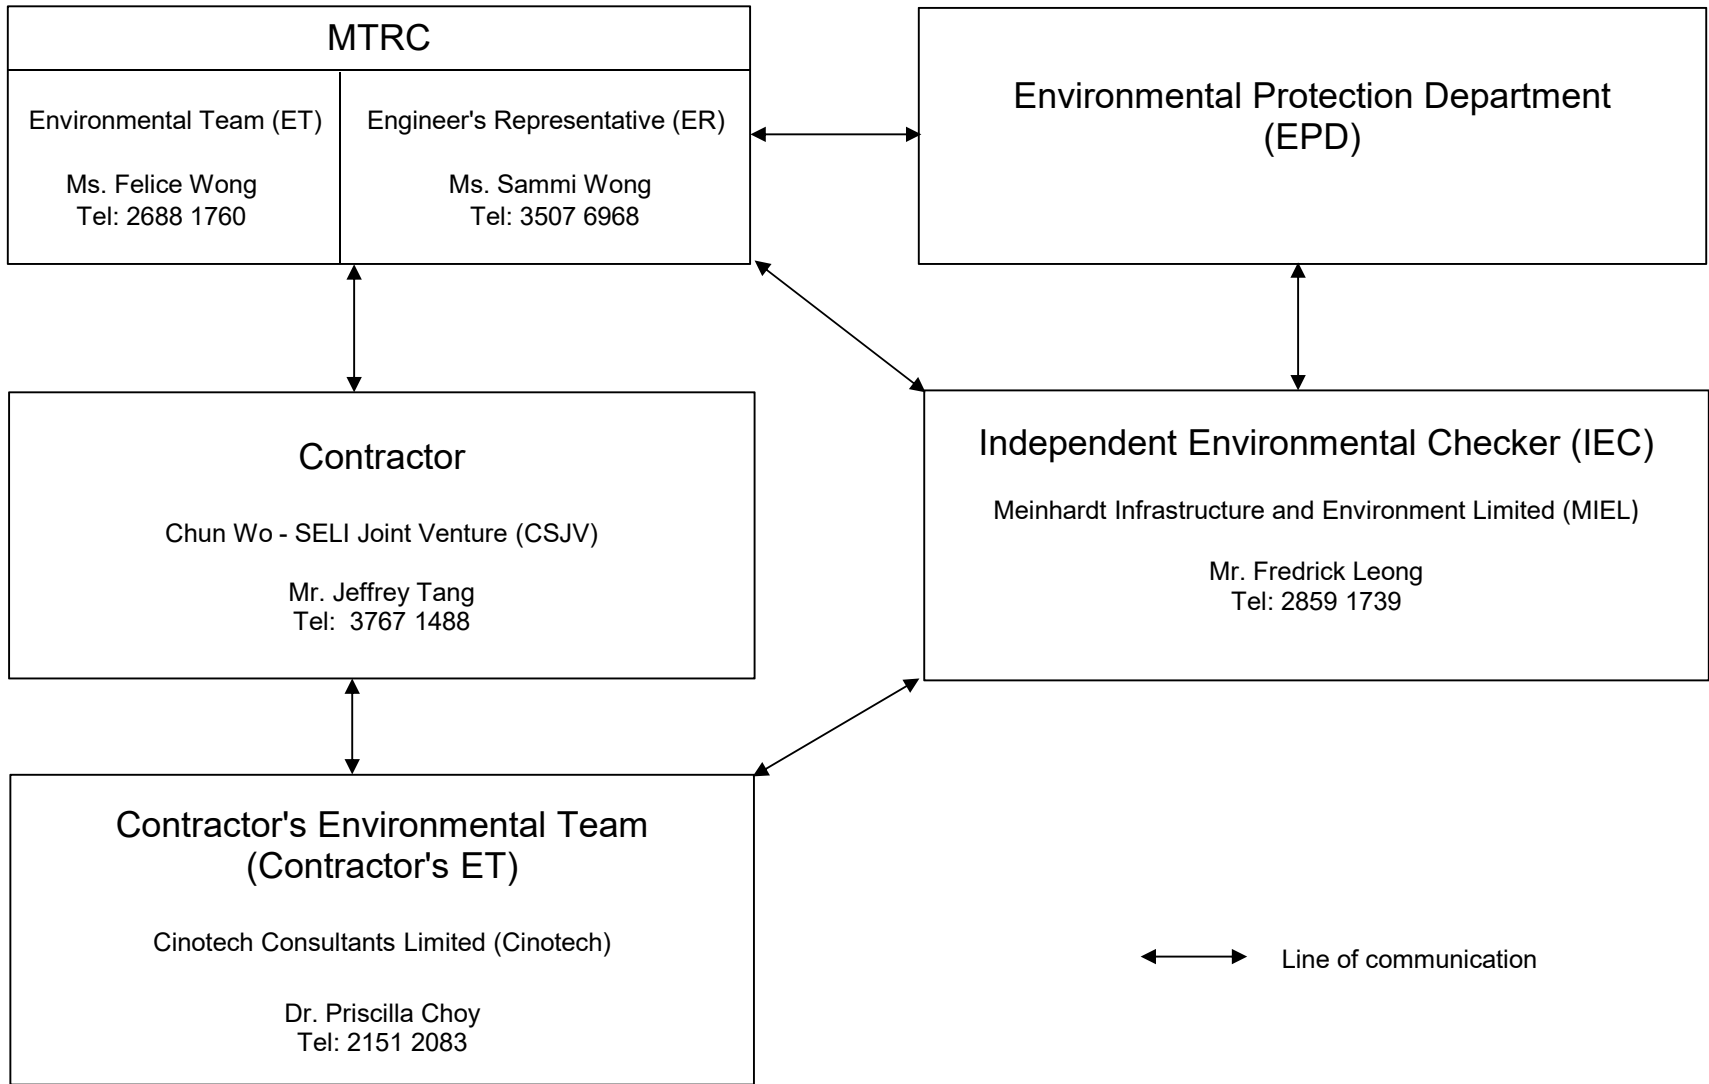 MTRC
Environmental Team (ET)
Ms. Felice Wong
Tel: 2688 1760
Engineer's Representative (ER)
Ms. Sammi Wong
Tel: 3507 6968
Environmental Protection Department
(EPD)
Contractor
Chun Wo - SELI Joint Venture (CSJV)
Mr. Jeffrey Tang
Tel:  3767 1488
Independent Environmental Checker (IEC)
Meinhardt Infrastructure and Environment Limited (MIEL)
Mr. Fredrick Leong
Tel: 2859 1739
Contractor's Environmental Team
(Contractor's ET)
Cinotech Consultants Limited (Cinotech)
Dr. Priscilla Choy
Tel: 2151 2083
Line of communication